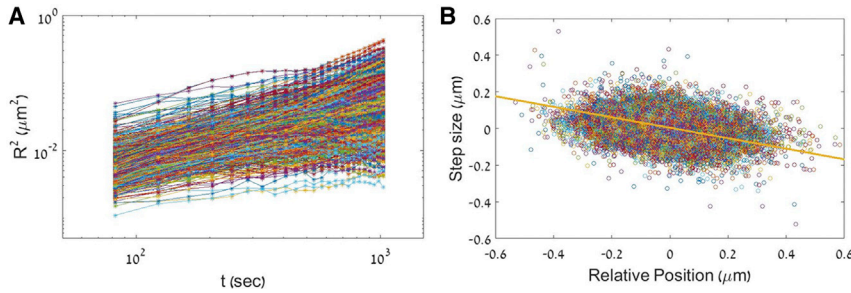 A
10^0
10^-2
R^2 (μm^2)
10^2
10^3
t (sec)
B
0.6
0.4
0.2
0
-0.2
-0.4
-0.6
Step size (μm)
-0.6 -0.4 -0.2 0 0.2 0.4 0.6
Relative Position (μm)